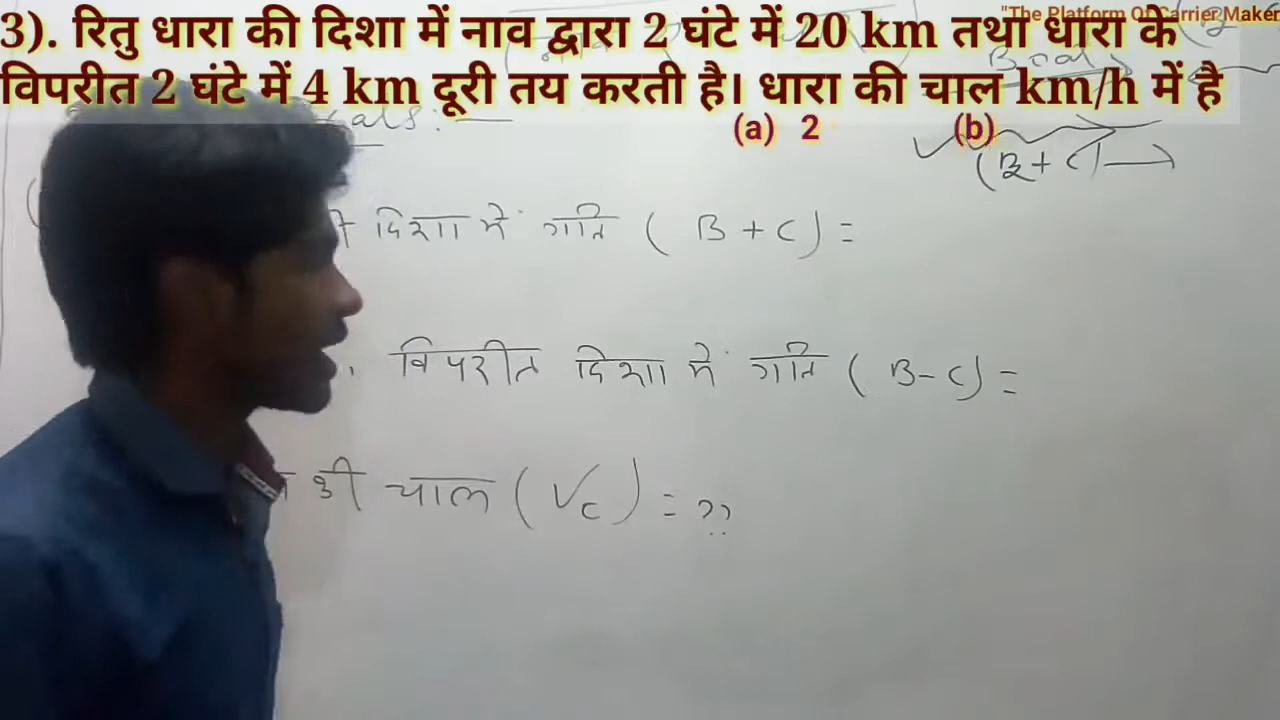 "The Platform Of Carrier Maker
3). रितु धारा की दिशा में नाव द्वारा 2 घंटे में 20 km तथा धारा के
विपरीत 2 घंटे में 4 km दूरी तय करती है। धारा की चाल km/h में है
(a) 2 (b)
(B + C)
दिशा में गति ( B + C ) =
विपरीत दिशा में गति ( B - C ) =
की चाल ( Vc ) = ??